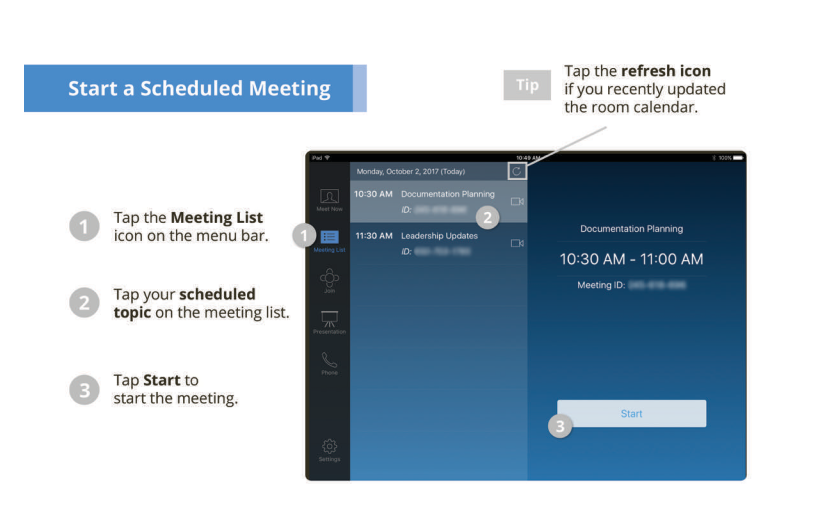 Start a Scheduled Meeting
Tip
Tap the refresh icon
if you recently updated
the room calendar.
1
Tap the Meeting List
icon on the menu bar.
2
Tap your scheduled
topic on the meeting list.
3
Tap Start to
start the meeting.
iPad
10:49 AM
100%
Monday, October 2, 2017 (Today)
Meet Now
1
Meeting List
Join
Presentation
Phone
Settings
10:30 AM Documentation Planning
ID:
2
11:30 AM Leadership Updates
ID:
Documentation Planning
10:30 AM - 11:00 AM
Meeting ID:
Start
3